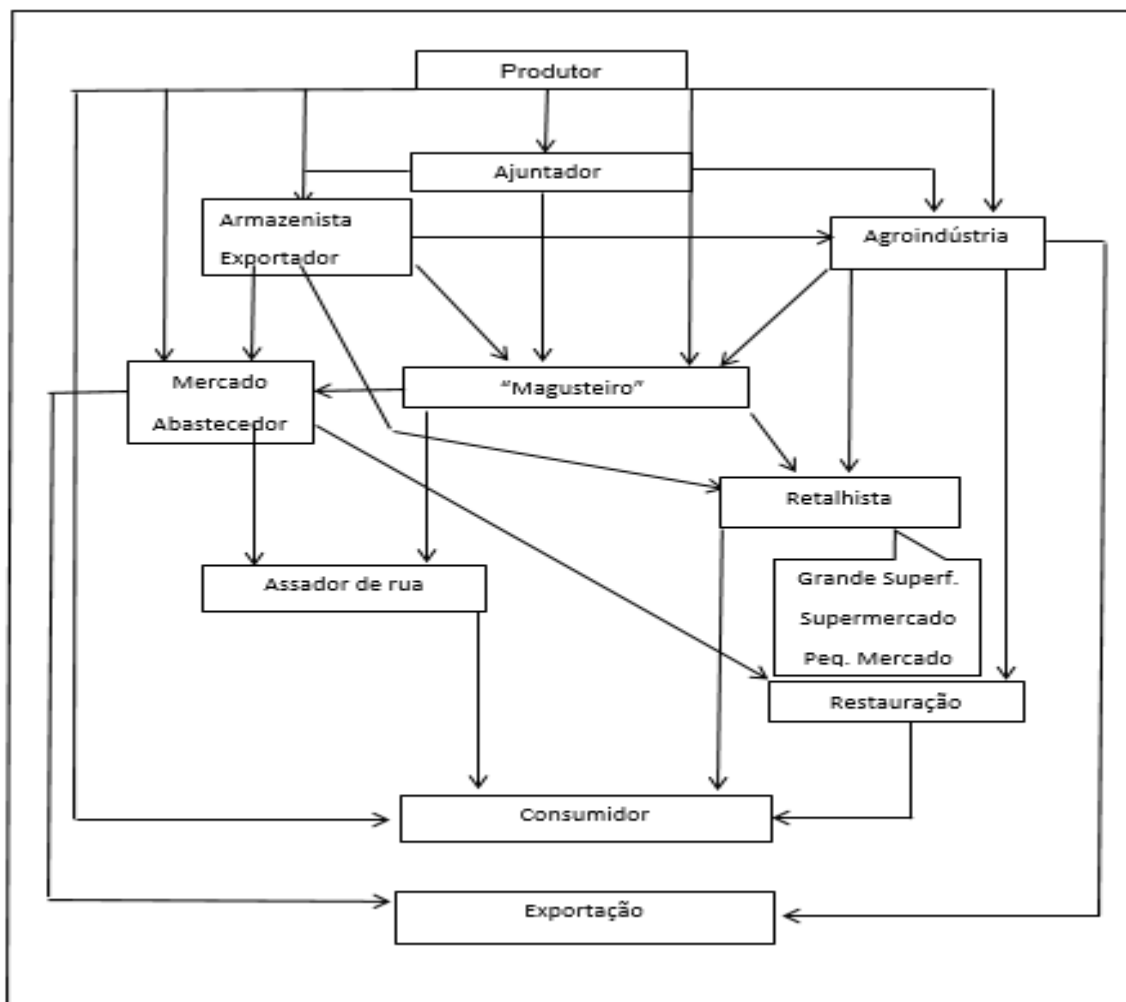 Produtor
Ajuntador
Armazenista
Exportador
Agroindústria
Mercado
Abastecedor
“Magusteiro”
Retalhista
Grande Superf.
Supermercado
Peq. Mercado
Assador de rua
Restauração
Consumidor
Exportação